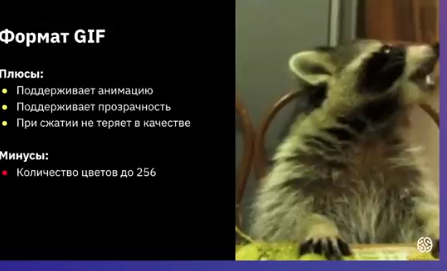 Формат GIF
Плюсы:
Поддерживает анимацию
Поддерживает прозрачность
При сжатии не теряет в качестве
Минусы:
Количество цветов до 256